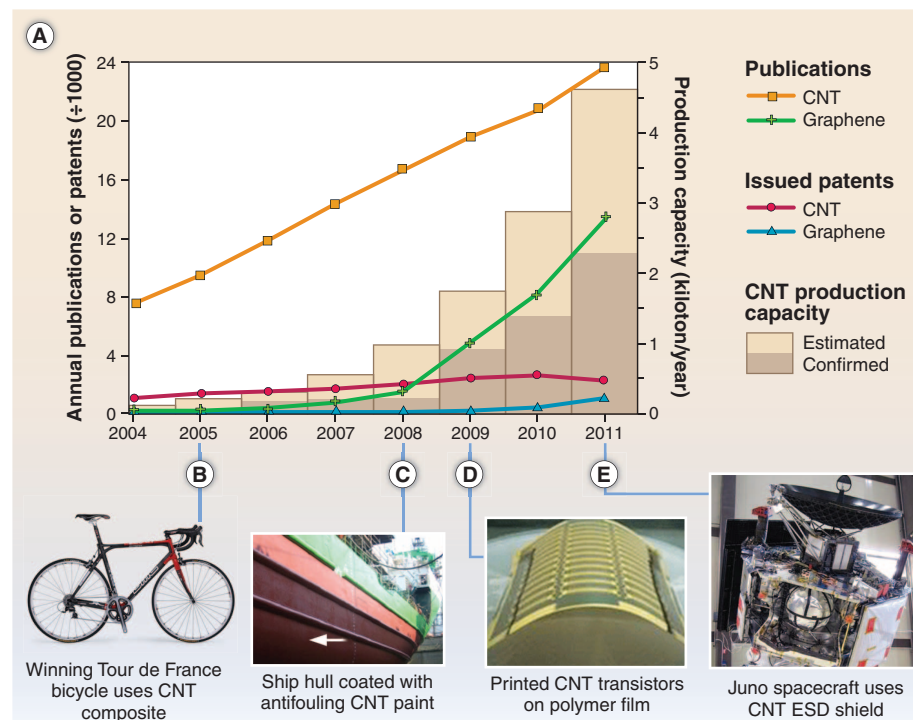 A
Annual publications or patents (÷1000)
24
20
16
12
8
4
0
2004 2005 2006 2007 2008 2009 2010 2011
5
4
3
2
1
0
Production capacity (kiloton/year)
Publications
CNT
Graphene
Issued patents
CNT
Graphene
CNT production
capacity
Estimated
Confirmed
B
C
D
E
Winning Tour de France
bicycle uses CNT
composite
Ship hull coated with
antifouling CNT paint
Printed CNT transistors
on polymer film
Juno spacecraft uses
CNT ESD shield